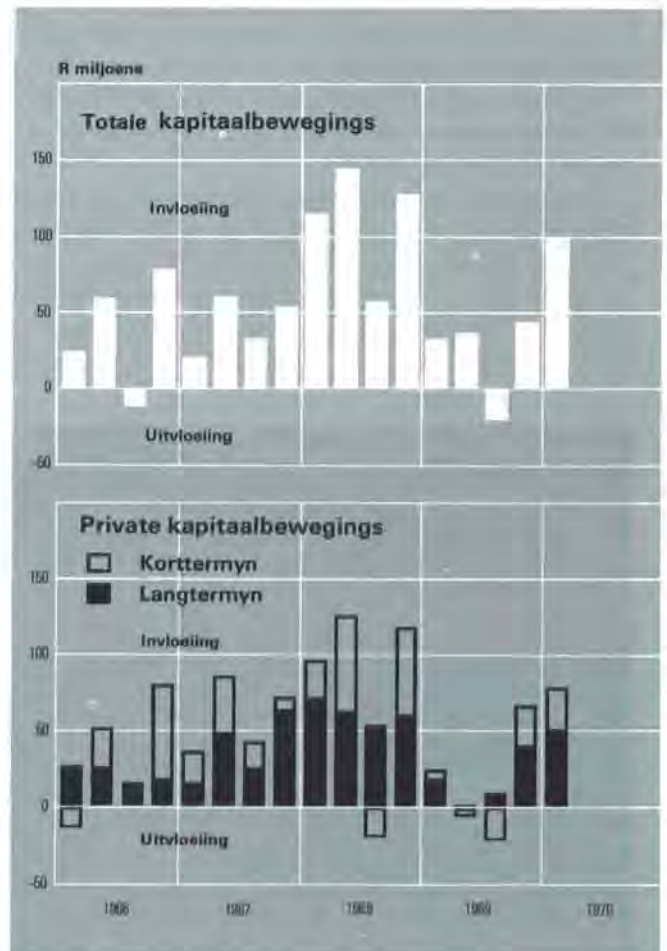 R miljoene
Totale kapitaalbewegings
150
Invloeiing
100
50
0
Uitvloeiing
-50
Private kapitaalbewegings
Korttermyn
150
Langtermyn
Invloeiing
100
50
0
Uitvloeiing
-50
1966 1967 1968 1969 1970